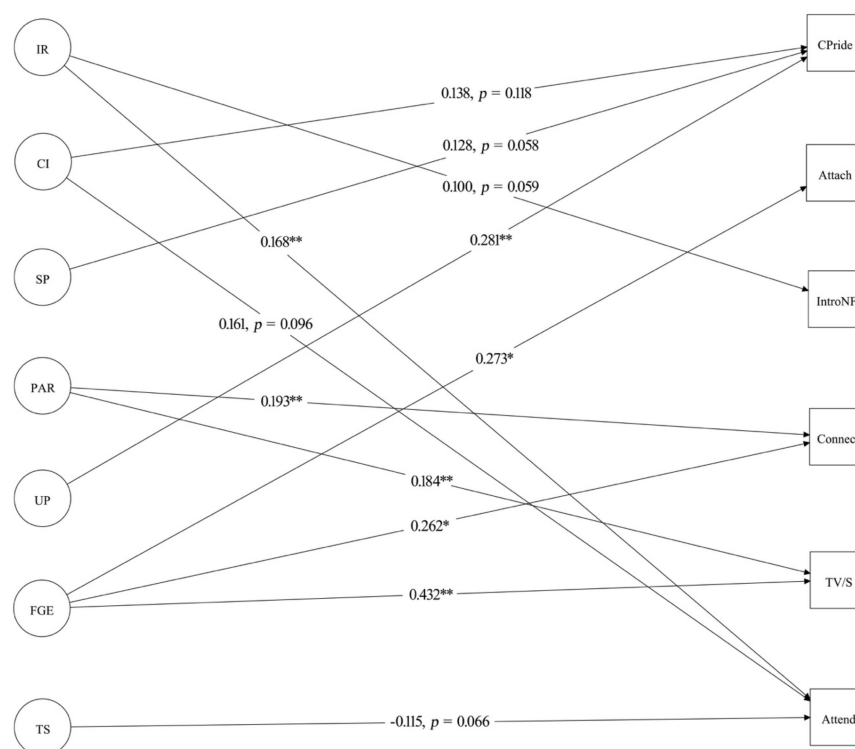 IR
CPride
0.138, p = 0.118
0.128, p = 0.058
CI
Attach
0.100, p = 0.059
0.168**
0.281**
SP
IntroNF
0.161, p = 0.096
0.273*
PAR
0.193**
Connec
0.184**
UP
0.262*
TV/S
0.432**
FGE
Attend
-0.115, p = 0.066
TS